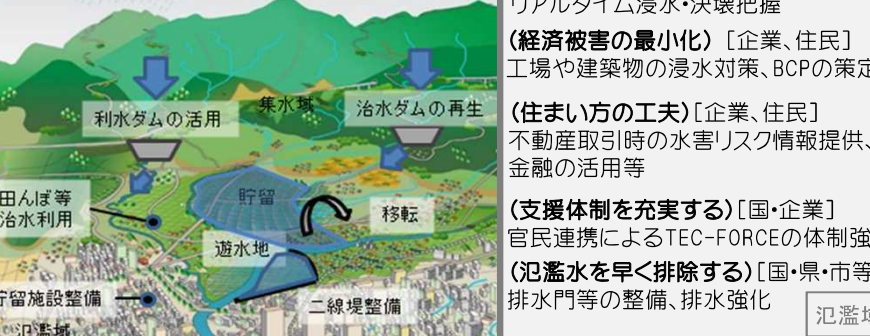 利水ダムの活用
集水域
治水ダムの再生
田んぼ等
治水利用
貯留
移転
遊水地
貯留施設整備
二線堤整備
氾濫域
リアルタイム浸水・決壊把握
(経済被害の最小化) [企業、住民]
工場や建築物の浸水対策、BCPの策定
(住まい方の工夫)[企業、住民]
不動産取引時の水害リスク情報提供、
金融の活用等
(支援体制を充実する)[国・企業]
官民連携によるTEC-FORCEの体制強
(氾濫水を早く排除する)[国・県・市等
排水門等の整備、排水強化
氾濫域